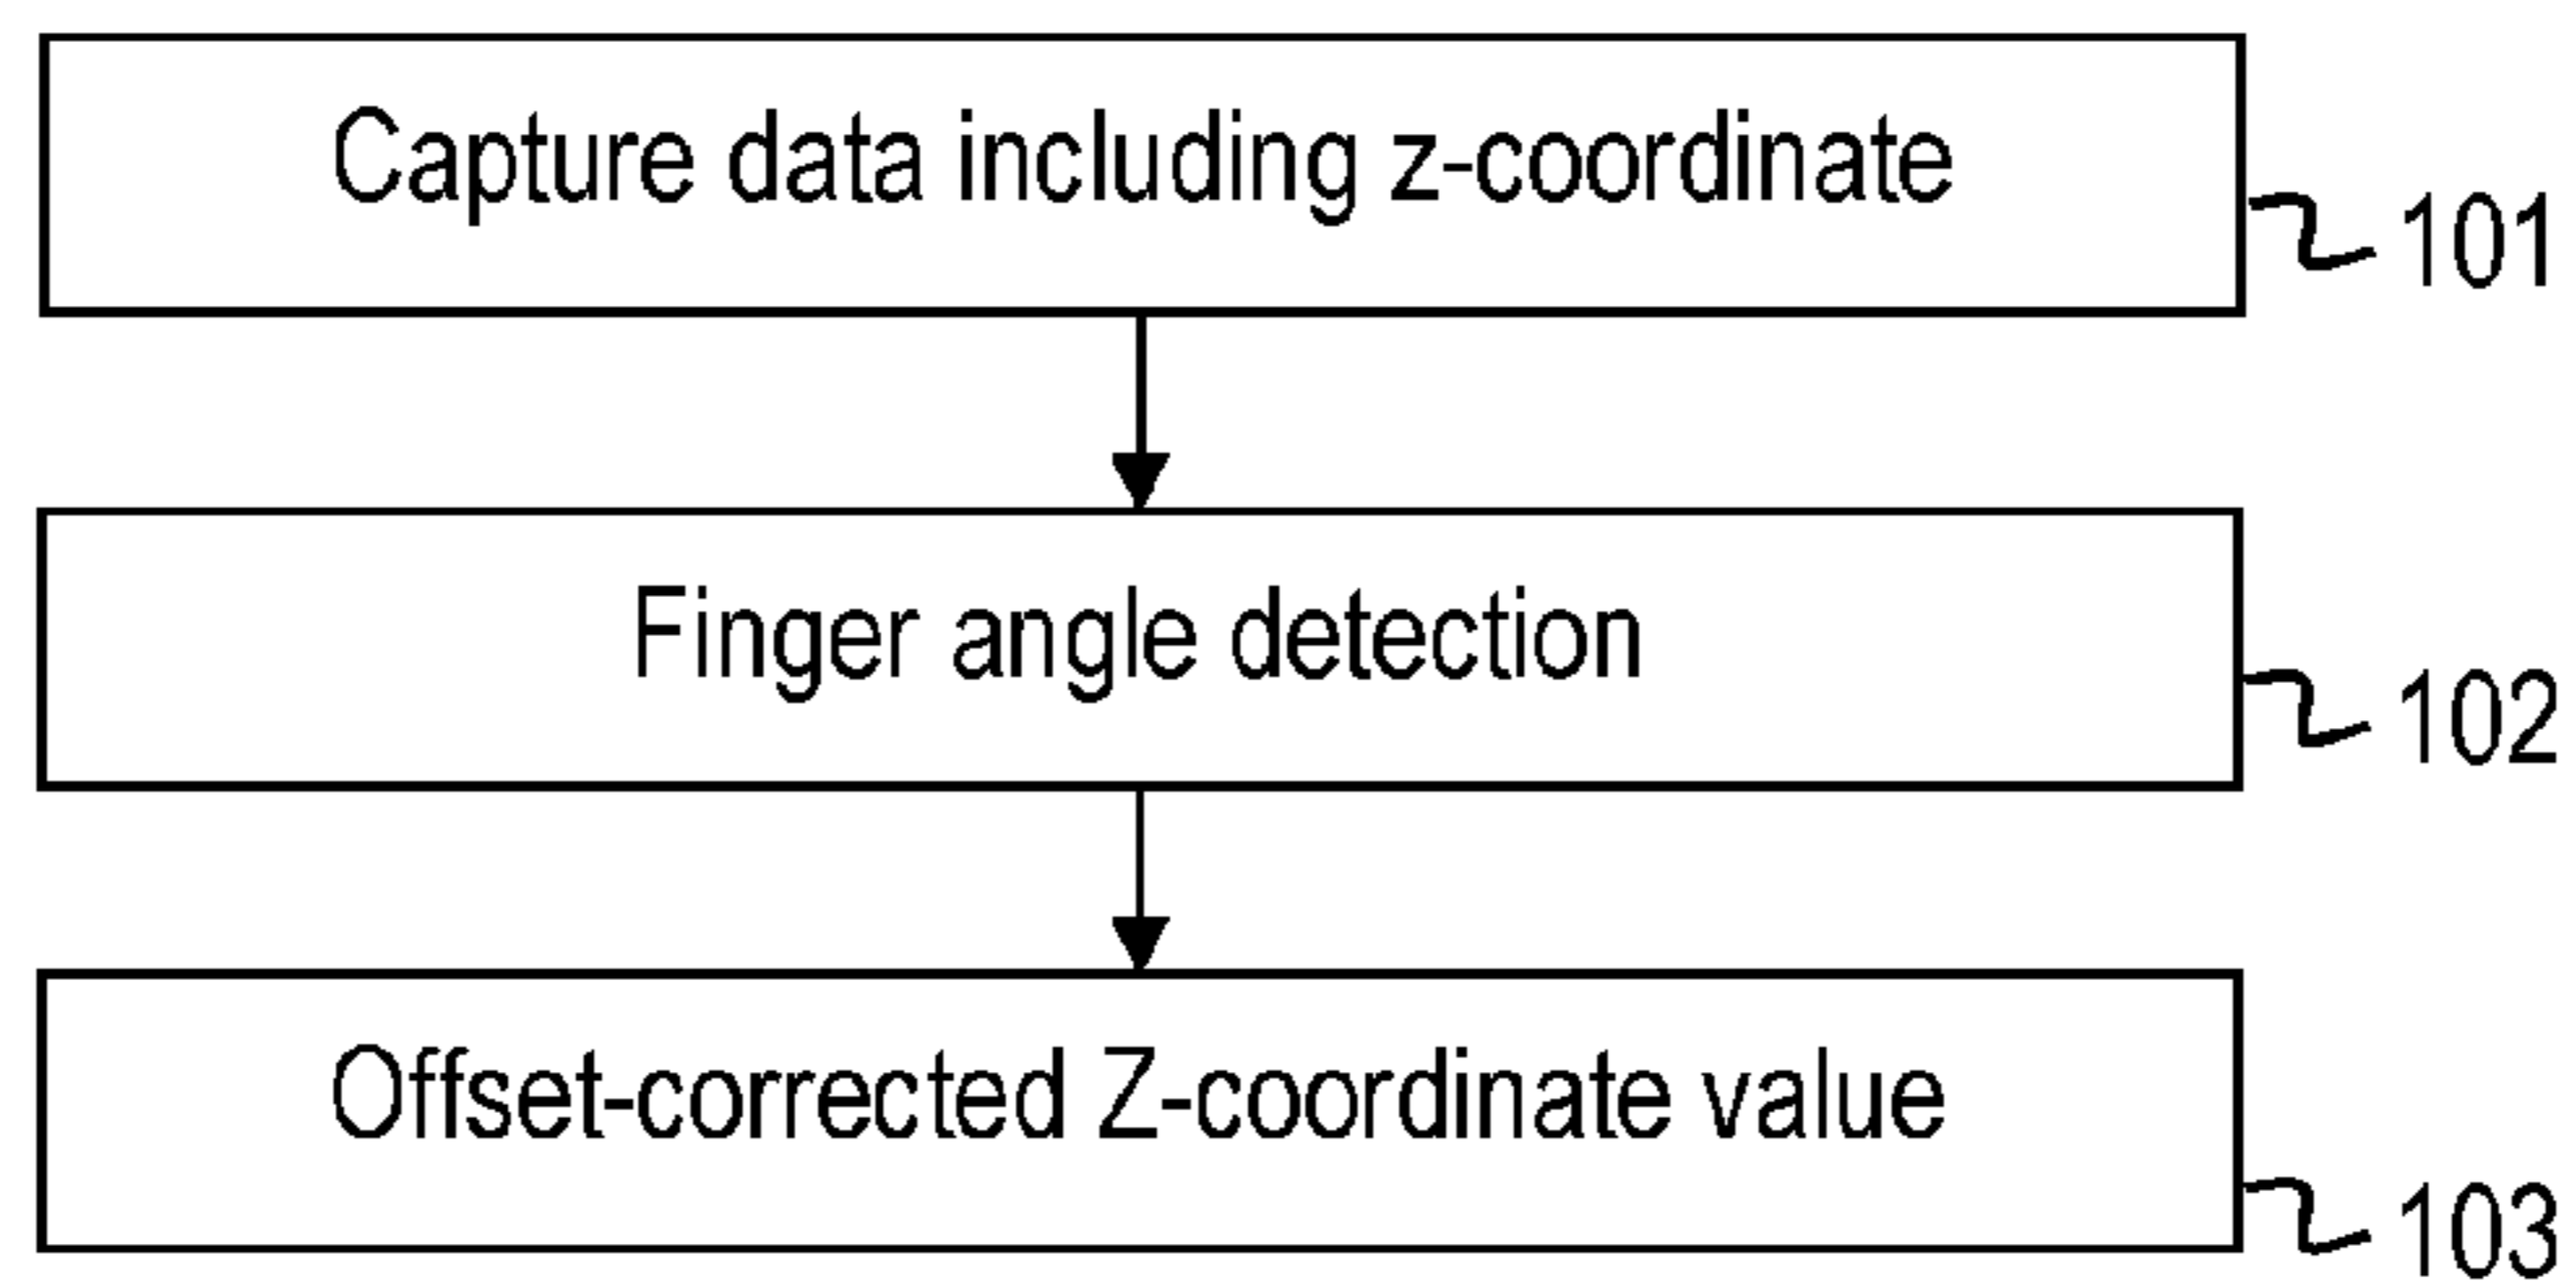 Capture data including z-coordinate
101
Finger angle detection
102
Offset-corrected Z-coordinate value
103